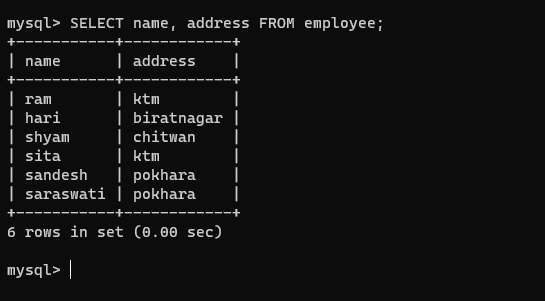 mysql> SELECT name, address FROM employee;
+-----------+------------+
| name      | address    |
+-----------+------------+
| ram       | ktm        |
| hari      | biratnagar |
| shyam     | chitwan    |
| sita      | ktm        |
| sandesh   | pokhara    |
| saraswati | pokhara    |
+-----------+------------+
6 rows in set (0.00 sec)
mysql>